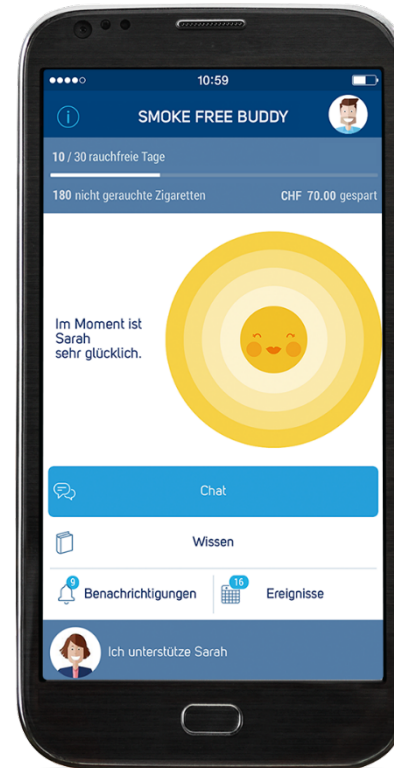 10:59
SMOKE FREE BUDDY
10 / 30 rauchfreie Tage
180 nicht gerauchte Zigaretten CHF 70.00 gespart
Im Moment ist
Sarah
sehr glücklich.
Chat
Wissen
9
Benachrichtigungen
16
Ereignisse
Ich unterstütze Sarah